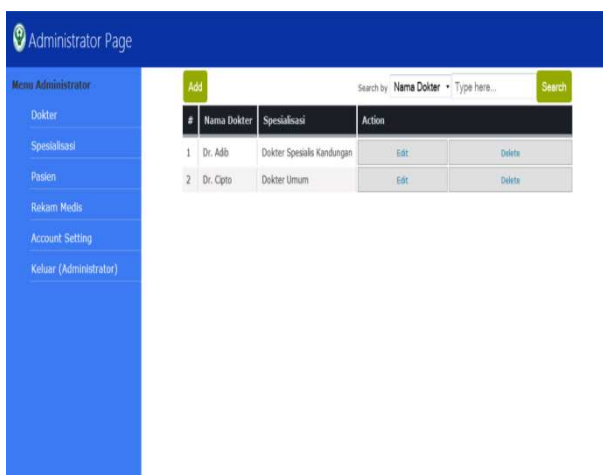 Administrator Page
Menu Administrator
Dokter
Spesialisasi
Pasien
Rekam Medis
Account Setting
Keluar (Administrator)
Add
Search by Nama Dokter Type here... Search
# Nama Dokter Spesialisasi Action
1 Dr. Adib Dokter Spesialis Kandungan Edit Delete
2 Dr. Cipto Dokter Umum Edit Delete